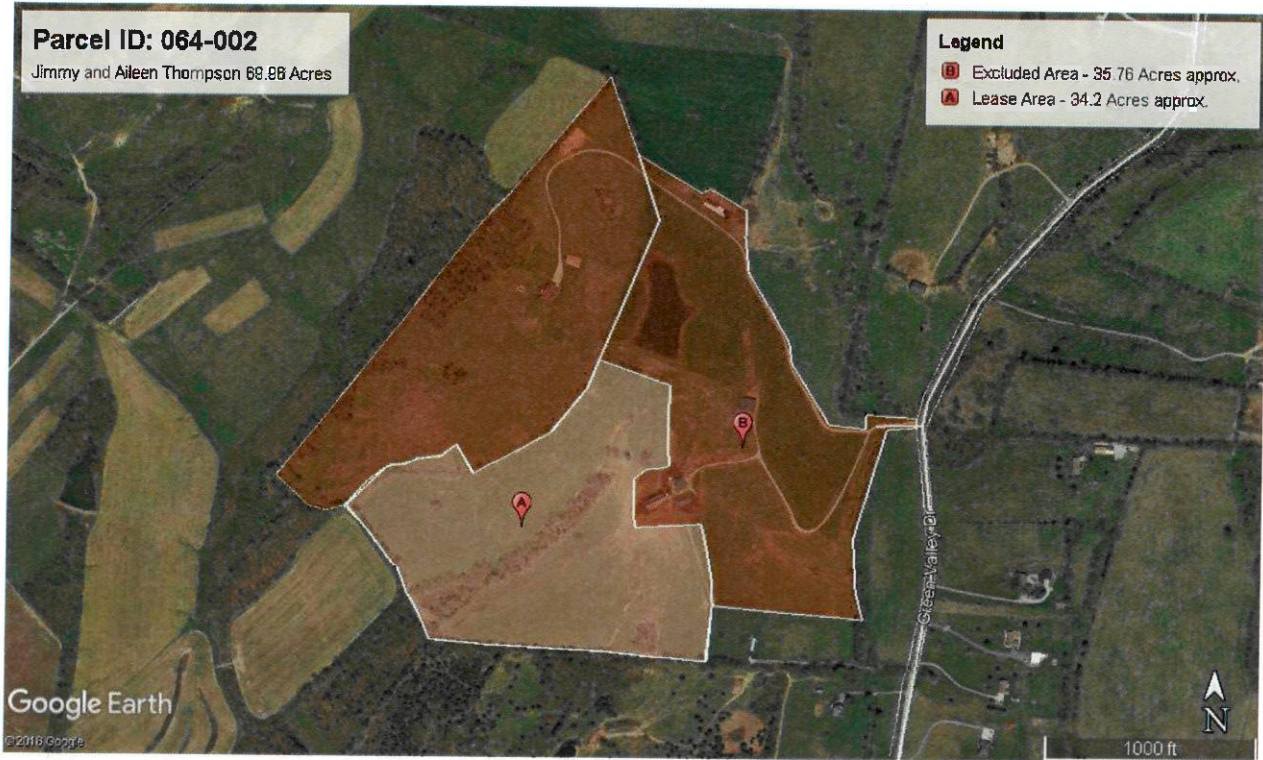 Parcel ID: 064-002
Jimmy and Aileen Thompson 69.96 Acres
Legend
B Excluded Area - 35.76 Acres approx.
A Lease Area - 34.2 Acres approx.
B
A
Green Valley Dr
Google Earth
©2018 Google
N
1000 ft